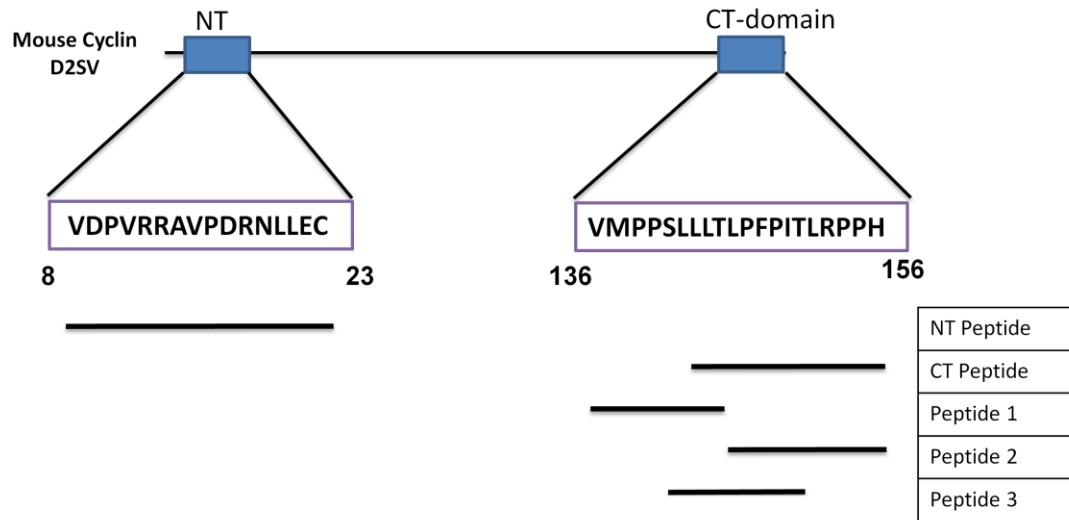 NT
CT-domain
Mouse Cyclin
D2SV
VDPVRRAVPDRNLLEC
VMPPSLLLTLPFPITLRPPH
8
23
136
156
NT Peptide
CT Peptide
Peptide 1
Peptide 2
Peptide 3